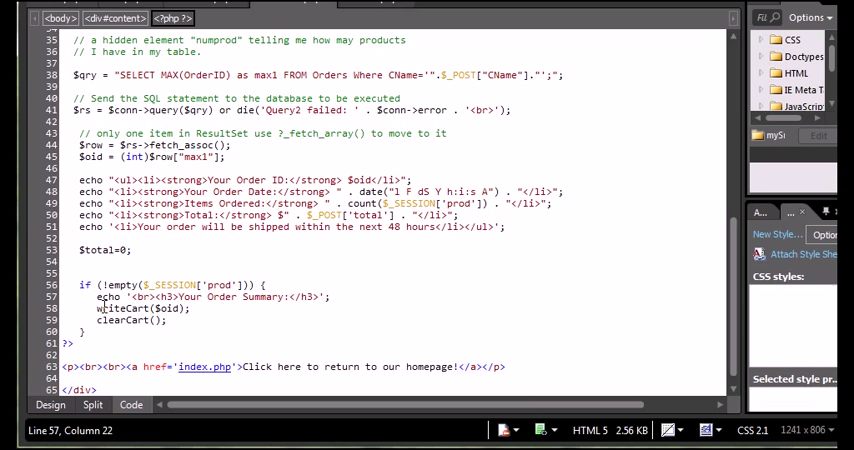 <body> <div#content> <?php ?>
Options
35 // a hidden element "numprod" telling me how may products
36 // I have in my table.
37
38 $qry = "SELECT MAX(OrderID) as max1 FROM Orders Where CName='".$_POST["CName"]."'";
39
40 // Send the SQL statement to the database to be executed
41 $rs = $conn->query($qry) or die('Query2 failed: ' . $conn->error . '<br>');
42
43 // only one item in ResultSet use ?_fetch_array() to move to it
44 $row = $rs->fetch_assoc();
45 $oid = (int)$row["max1"];
46
47 echo "<ul><li><strong>Your Order ID:</strong> $oid</li>";
48 echo "<li><strong>Your Order Date:</strong> " . date("l F dS Y h:i:s A") . "</li>";
49 echo "<li><strong>Items Ordered:</strong> " . count($_SESSION['prod']) . "</li>";
50 echo "<li><strong>Total:</strong> $" . $_POST['total'] . "</li>";
51 echo '<li>Your order will be shipped within the next 48 hours</li></ul>';
52
53 $total=0;
54
55
56 if (!empty($_SESSION['prod'])) {
57 echo '<br><h3>Your Order Summary:</h3>';
58 writeCart($oid);
59 clearCart();
60 }
61 ?>
62
63 <p><br><br><a href='index.php'>Click here to return to our homepage!</a></p>
64
65 </div>
Design Split Code
Line 57, Column 22
HTML 5 2.56 KB CSS 2.1 1241 x 806
CSS
Doctypes
HTML
IE Meta T
JavaScript
mySi Edit
A... ...
New Style... Optio
Attach Style She
CSS styles:
Selected style pr...